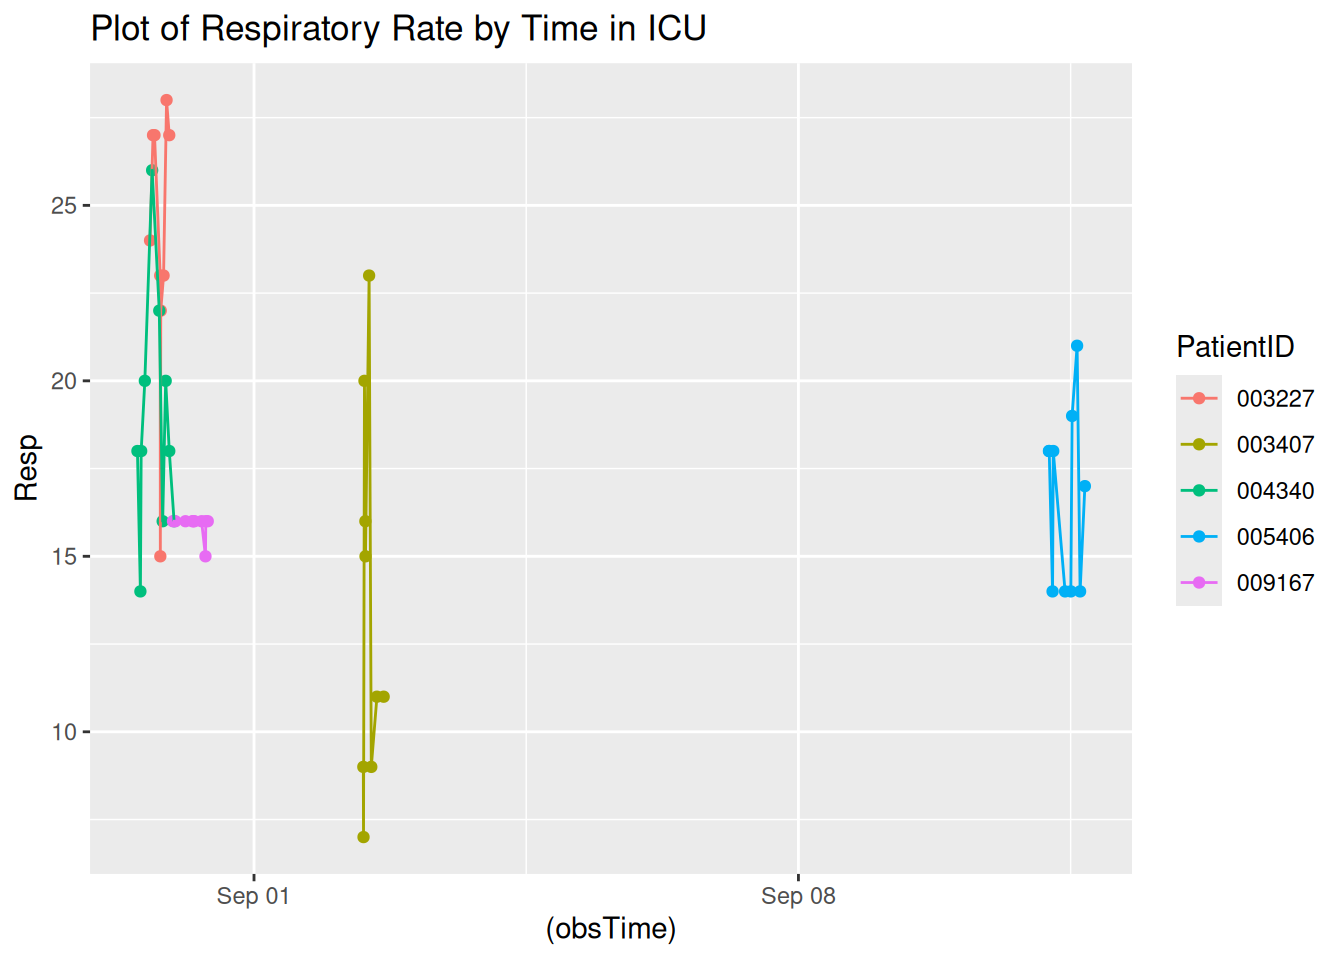 Plot of Respiratory Rate by Time in ICU
Resp
25
20
15
10
Sep 01
Sep 08
(obsTime)
PatientID
003227
003407
004340
005406
009167